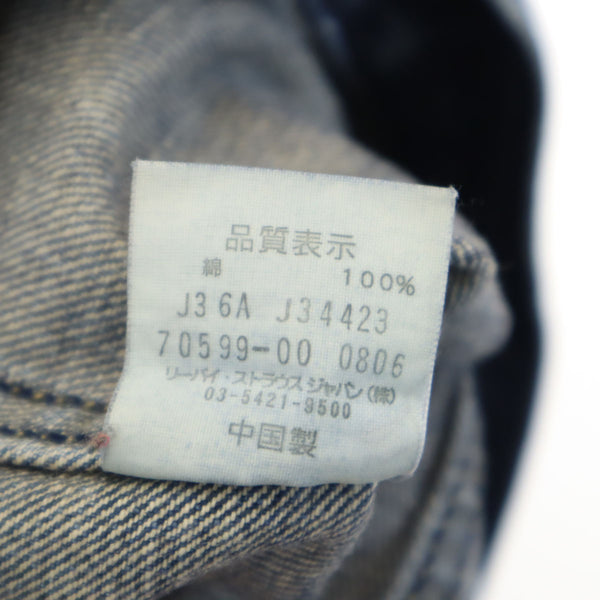 品質表示
綿 100%
J36A J34423
70599-00 0806
リーバイ・ストラウス ジャパン(株)
03-5421-9500
中国製